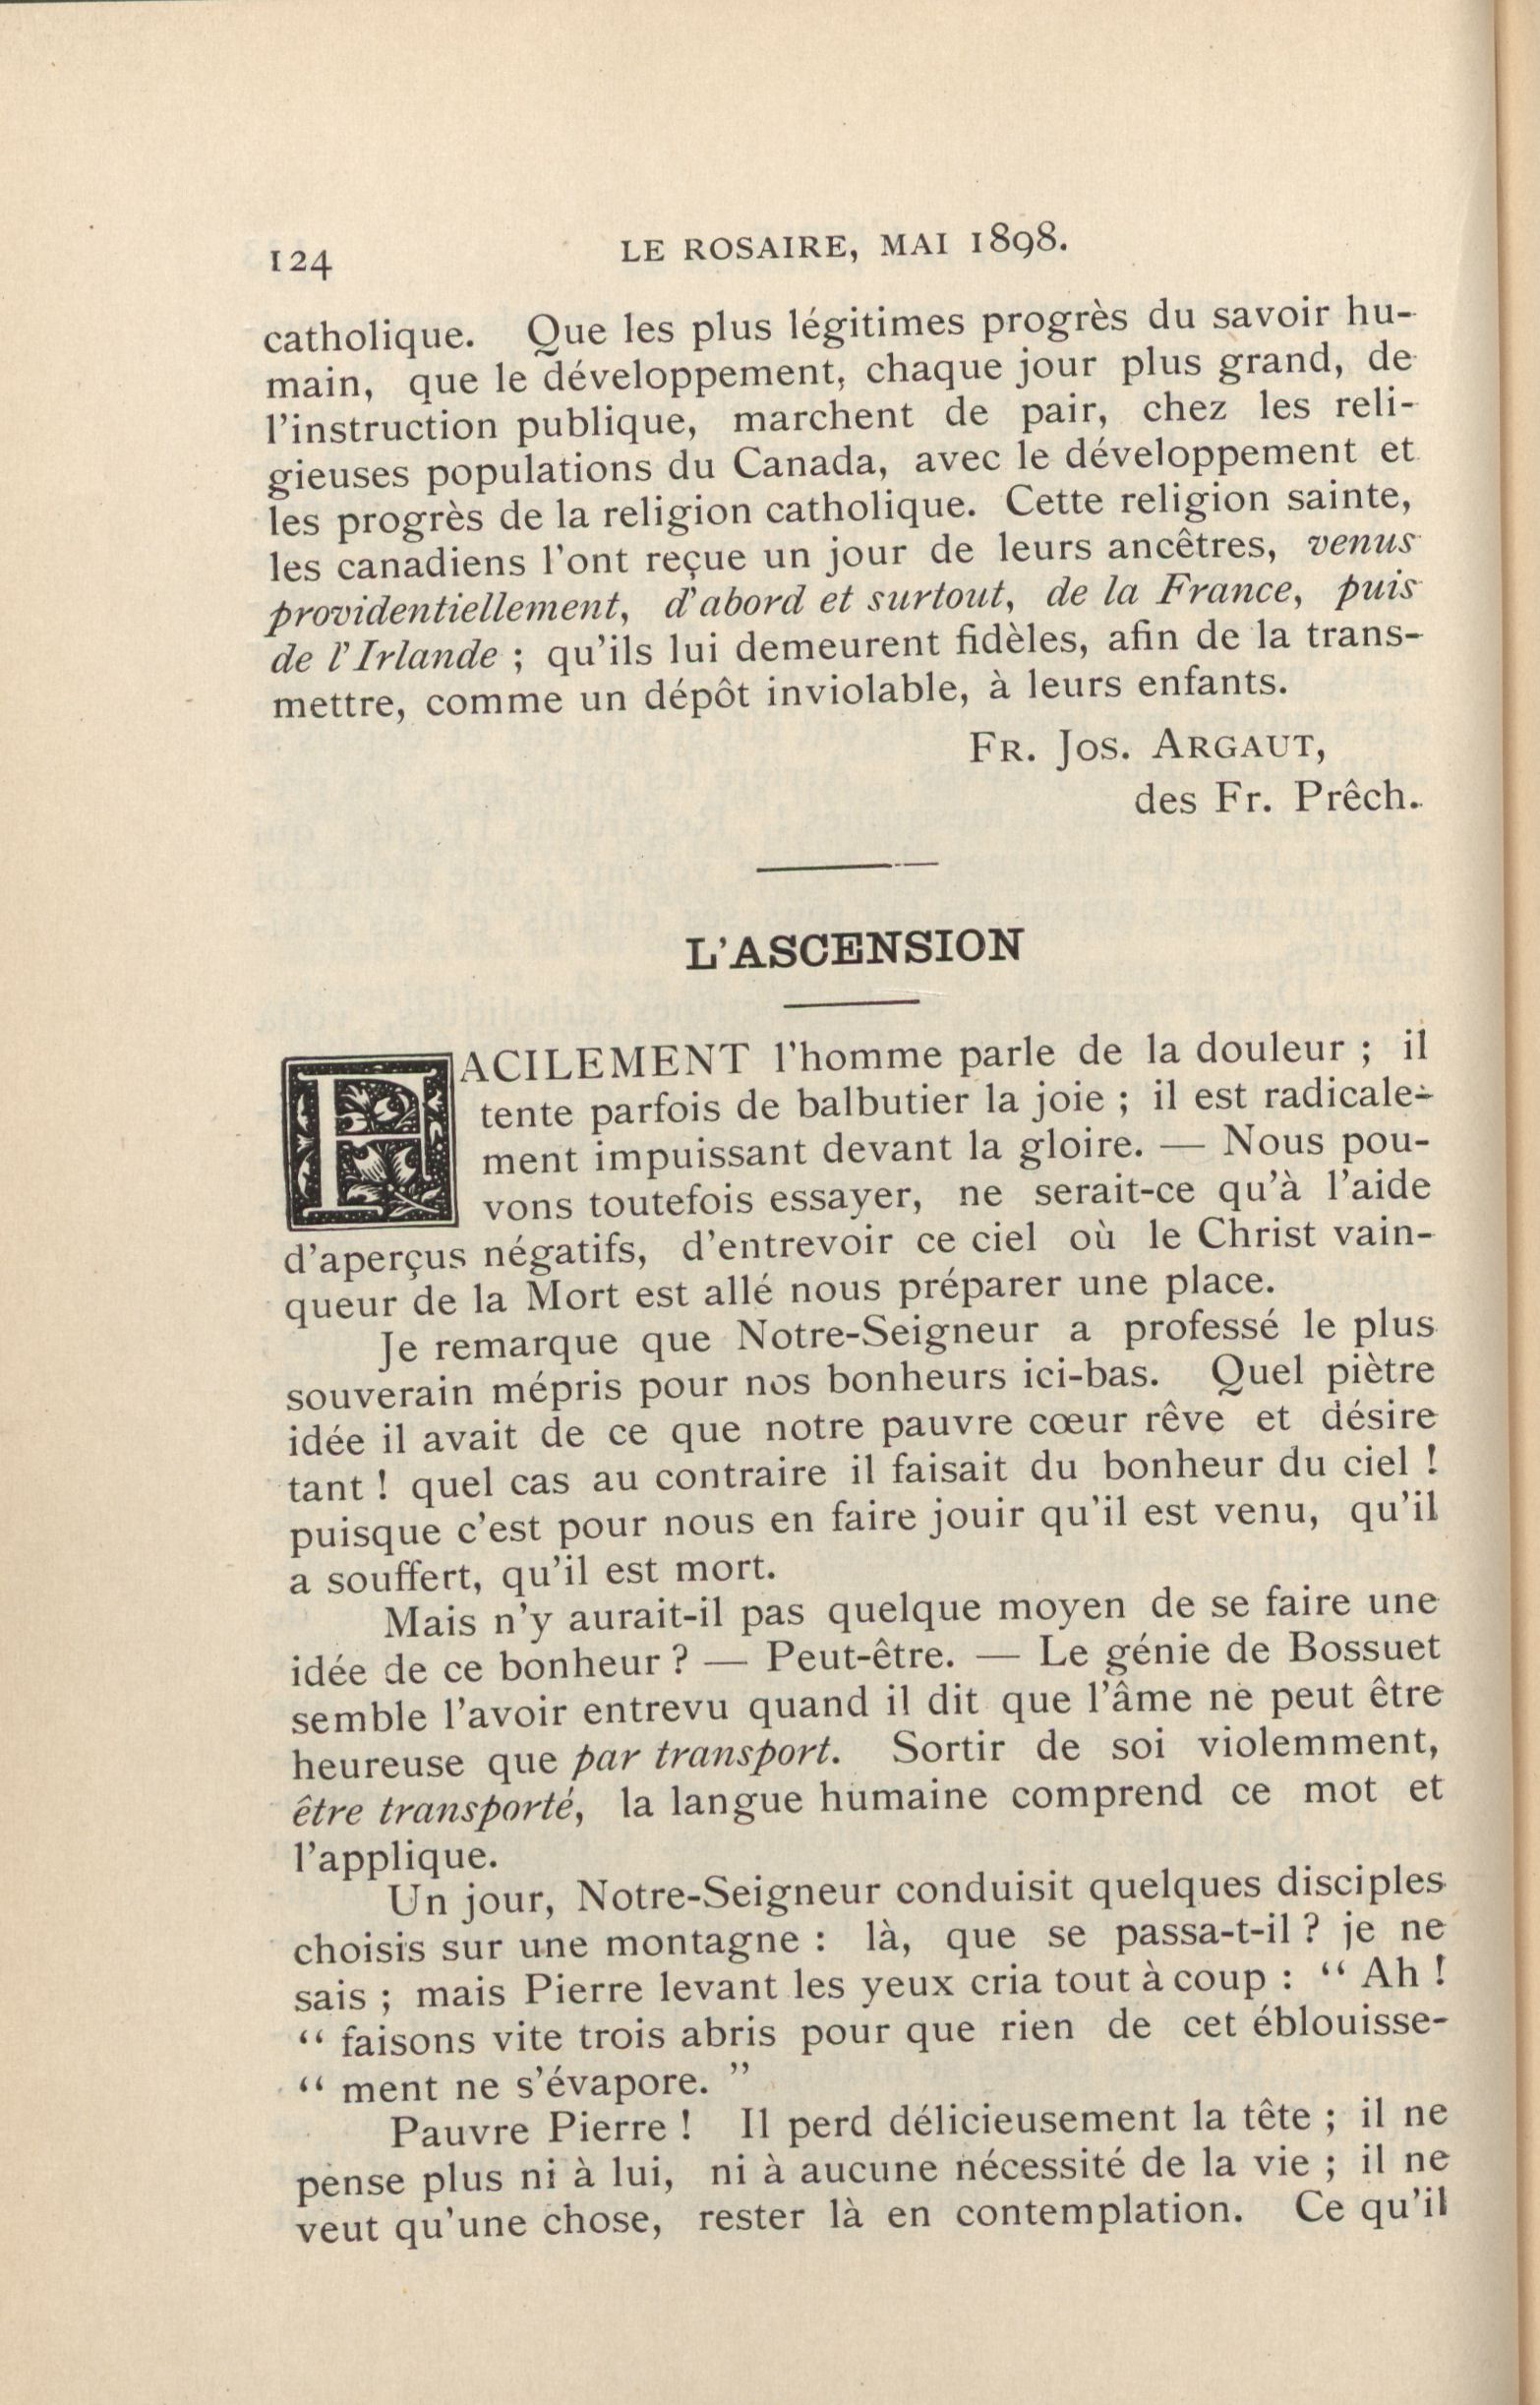 124
LE ROSAIRE, MAI 1898.
catholique. Que les plus légitimes progrès du savoir hu-
main, que le développement, chaque jour plus grand, de
l'instruction publique, marchent de pair, chez les reli-
gieuses populations du Canada, avec le développement et
les progrès de la religion catholique. Cette religion sainte,
les canadiens l'ont reçue un jour de leurs ancêtres, venus
providentiellement, d'abord et surtout, de la France, puis
de l'Irlande ; qu'ils lui demeurent fidèles, afin de la trans-
mettre, comme un dépôt inviolable, à leurs enfants.
FR. JOS. ARGAUT,
des Fr. Prêch.
L'ASCENSION
FACILEMENT l'homme parle de la douleur ; il
tente parfois de balbutier la joie ; il est radicale-
ment impuissant devant la gloire. — Nous pou-
vons toutefois essayer, ne serait-ce qu'à l'aide
d'aperçus négatifs, d'entrevoir ce ciel où le Christ vain-
queur de la Mort est allé nous préparer une place.
Je remarque que Notre-Seigneur a professé le plus
souverain mépris pour nos bonheurs ici-bas. Quel piètre
idée il avait de ce que notre pauvre cœur rêve et désire
tant ! quel cas au contraire il faisait du bonheur du ciel !
puisque c'est pour nous en faire jouir qu'il est venu, qu'il
a souffert, qu'il est mort.
Mais n'y aurait-il pas quelque moyen de se faire une
idée de ce bonheur ? — Peut-être. — Le génie de Bossuet
semble l'avoir entrevu quand il dit que l'âme ne peut être
heureuse que par transport. Sortir de soi violemment,
être transporté, la langue humaine comprend ce mot et
l'applique.
Un jour, Notre-Seigneur conduisit quelques disciples
choisis sur une montagne : là, que se passa-t-il ? je ne
sais ; mais Pierre levant les yeux cria tout à coup : “ Ah !
“ faisons vite trois abris pour que rien de cet éblouisse-
“ ment ne s'évapore. ”
Pauvre Pierre ! Il perd délicieusement la tête ; il ne
pense plus ni à lui, ni à aucune nécessité de la vie ; il ne
veut qu'une chose, rester là en contemplation. Ce qu'il